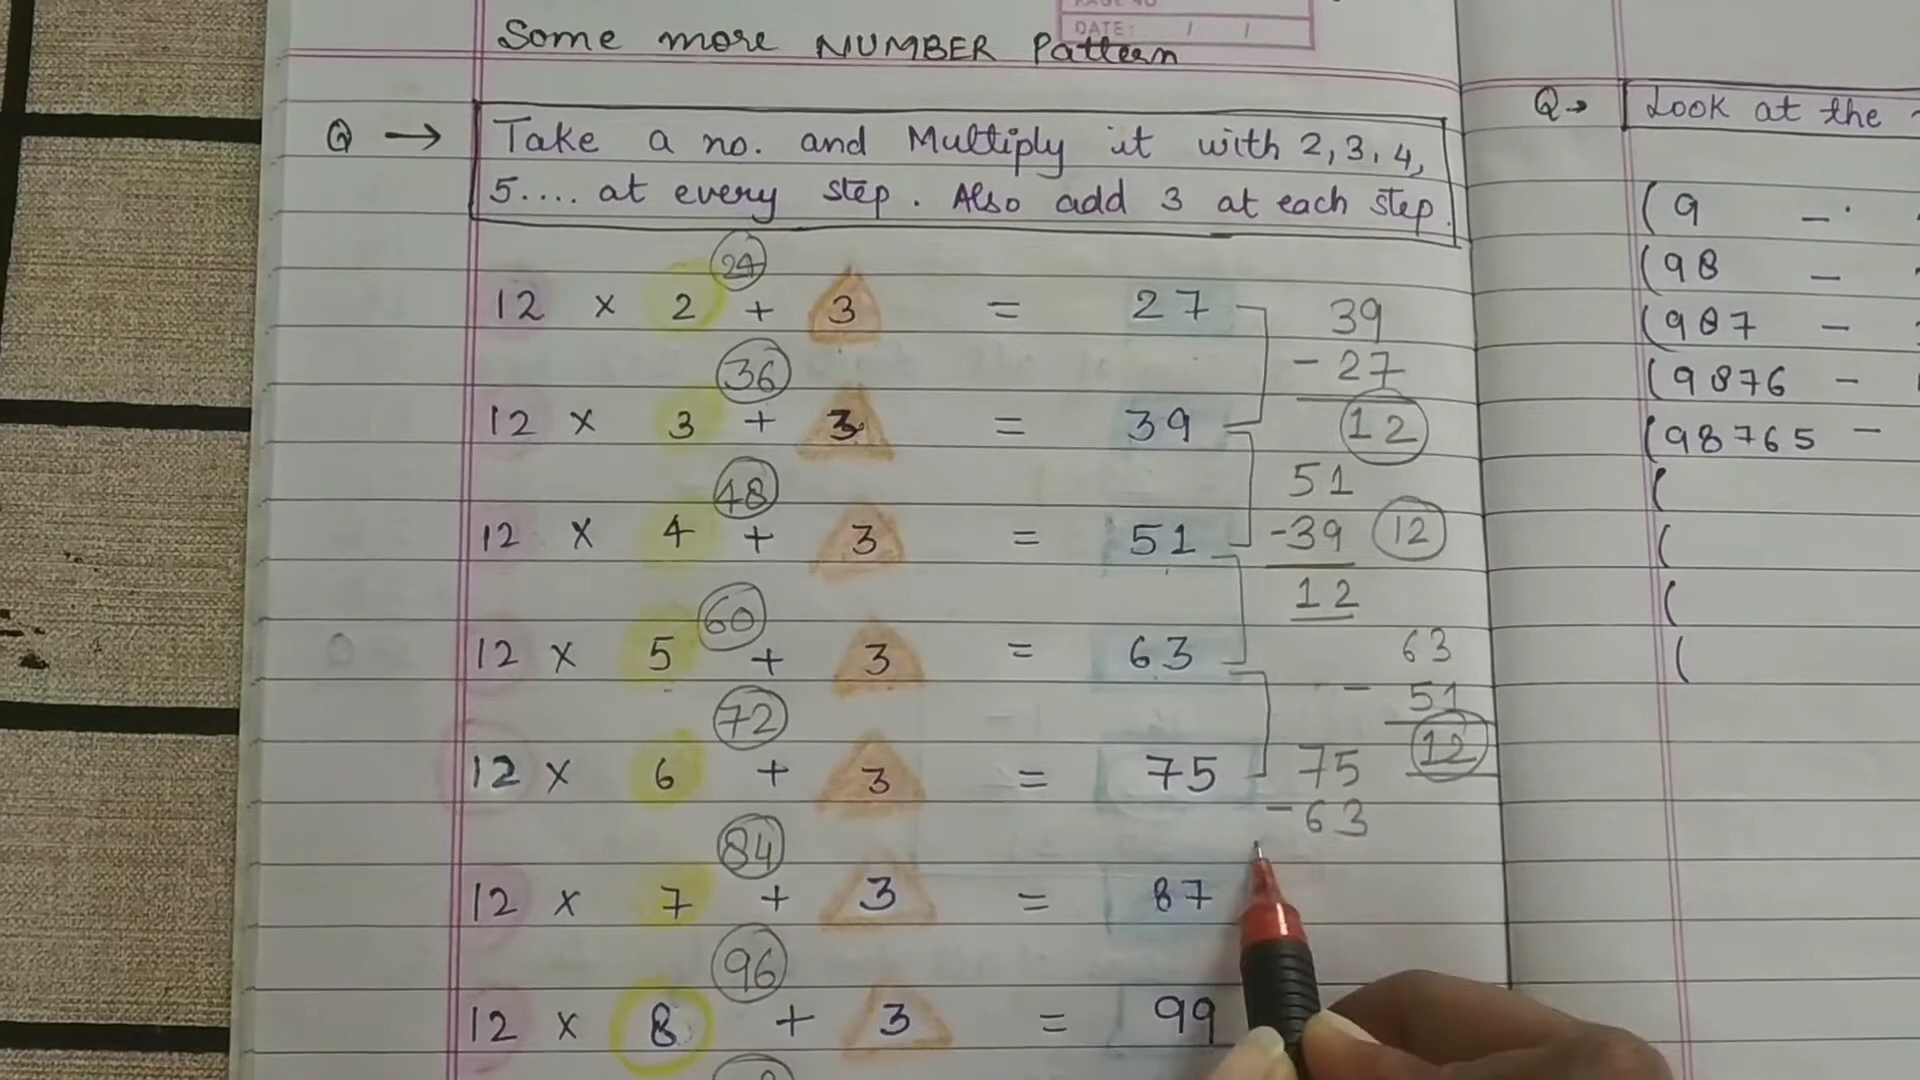 PAGE NO
DATE: / /
Some more NUMBER Pattern
Q → Take a no. and Multiply it with 2, 3, 4,
5.... at every step. Also add 3 at each step.
24
12 × 2 + 3 = 27
36
12 × 3 + 3 = 39
48
12 × 4 + 3 = 51
60
12 × 5 + 3 = 63
72
12 × 6 + 3 = 75
84
12 × 7 + 3 = 87
96
12 × 8 + 3 = 99
39
- 27
12
51
-39 12
12
63
- 51
12
75
-63
Q→ Look at the
(9 -
(98 -
(987 -
(9876 -
(98765 -
(
(
(
(